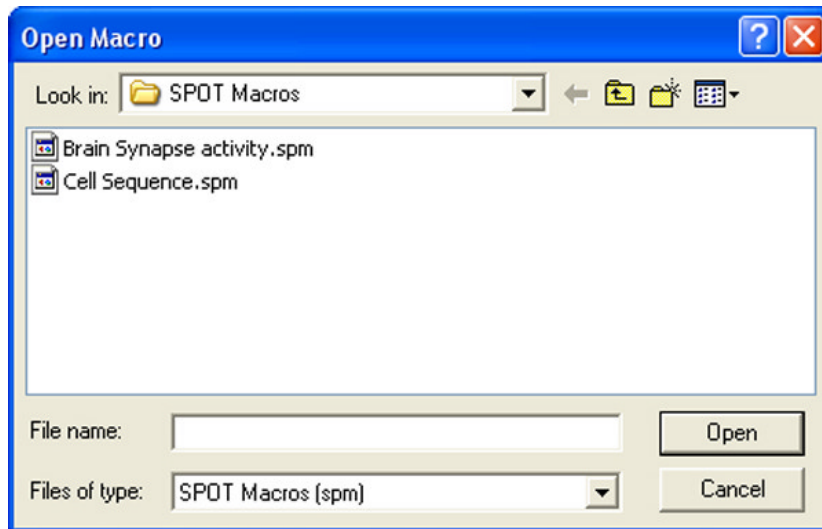 Open Macro
Look in: SPOT Macros
Brain Synapse activity.spm
Cell Sequence.spm
File name: Open
Files of type: SPOT Macros (spm) Cancel